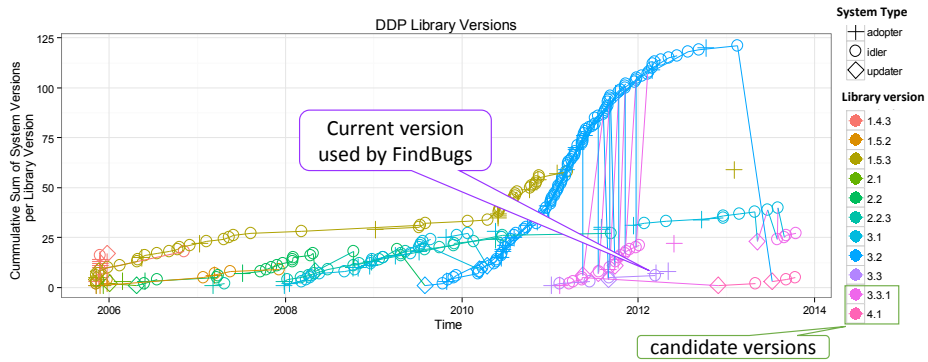 DDP Library Versions
System Type
adopter
idler
updater
Library version
1.4.3
1.5.2
1.5.3
2.1
2.2
2.2.3
3.1
3.2
3.3
3.3.1
4.1
candidate versions
Current version
used by FindBugs
Cummulative Sum of System Versions
per Library Version
125
100
75
50
25
0
2006
2008
2010
2012
2014
Time